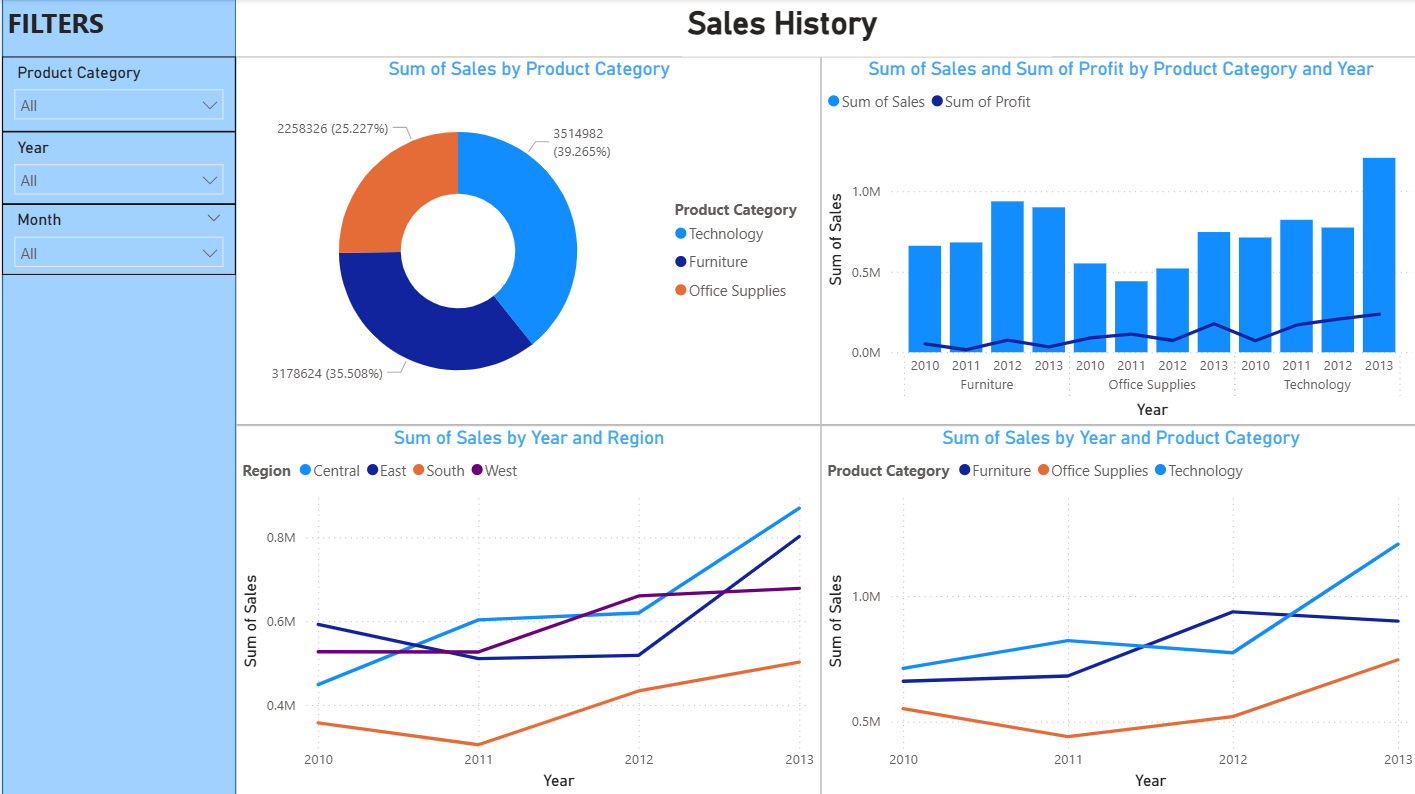 FILTERS
Product Category
All
Year
All
Month
All
Sales History
Sum of Sales by Product Category
2258326 (25.227%)
3514982
(39.265%)
3178624 (35.508%)
Product Category
Technology
Furniture
Office Supplies
Sum of Sales and Sum of Profit by Product Category and Year
Sum of Sales Sum of Profit
Sum of Sales
1.0M
0.5M
0.0M
2010 2011 2012 2013 2010 2011 2012 2013 2010 2011 2012 2013
Furniture Office Supplies Technology
Year
Sum of Sales by Year and Region
Region Central East South West
Sum of Sales
0.8M
0.6M
0.4M
2010 2011 2012 2013
Year
Sum of Sales by Year and Product Category
Product Category Furniture Office Supplies Technology
Sum of Sales
1.0M
0.5M
2010 2011 2012 2013
Year